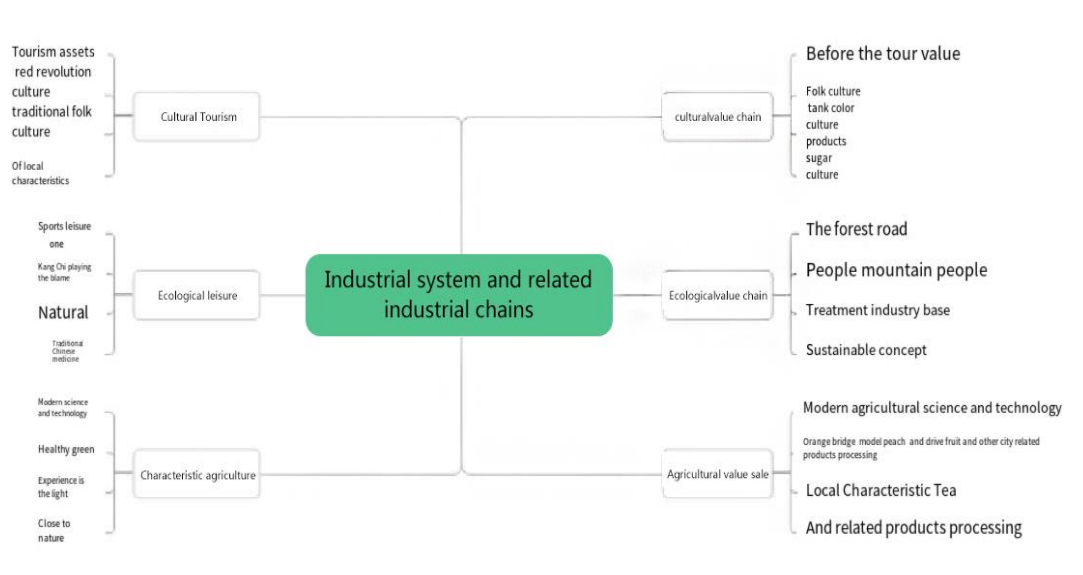 Tourism assets
red revolution
culture
traditional folk
culture
Of local
characteristics
Cultural Tourism
Sports leisure
one
Kang Chi playing
the blame
Natural
Traditional
Chinese
medicine
Ecological leisure
Modern science
and technology
Healthy green
Experience is
the light
Close to
nature
Characteristic agriculture
Industrial system and related
industrial chains
culturalvalue chain
Before the tour value
Folk culture
tank color
culture
products
sugar
culture
Ecologicalvalue chain
The forest road
People mountain people
Treatment industry base
Sustainable concept
Agricultural value sale
Modern agricultural science and technology
Orange bridge model peach and drive fruit and other city related
products processing
Local Characteristic Tea
And related products processing